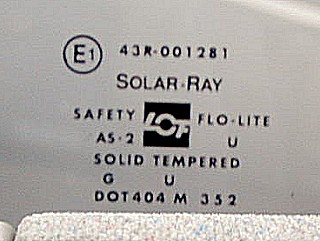 E1 43R-001281
SOLAR-RAY
SAFETY LOF FLO-LITE
AS-2 U
SOLID TEMPERED
G U
DOT404 M 352